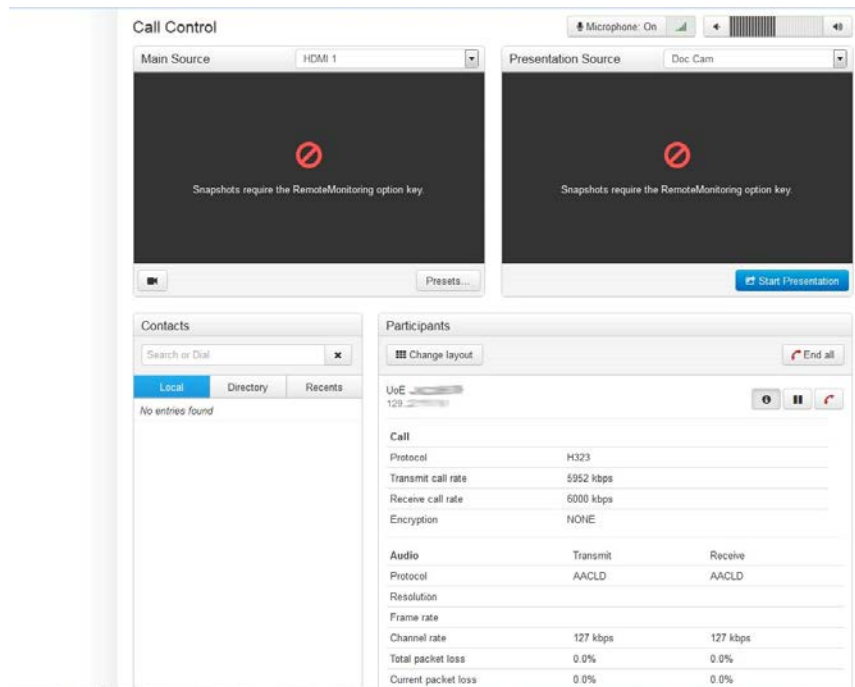 Call Control
Microphone: On
Main Source HDMI 1
Presentation Source Doc Cam
Snapshots require the RemoteMonitoring option key.
Snapshots require the RemoteMonitoring option key.
Presets...
Start Presentation
Contacts
Search or Dial
Local Directory Recents
No entries found
Participants
Change layout
End all
UoE
129.
Call
Protocol H323
Transmit call rate 5952 kbps
Receive call rate 6000 kbps
Encryption NONE
Audio Transmit Receive
Protocol AACLD AACLD
Resolution
Frame rate
Channel rate 127 kbps 127 kbps
Total packet loss 0.0% 0.0%
Current packet loss 0.0% 0.0%